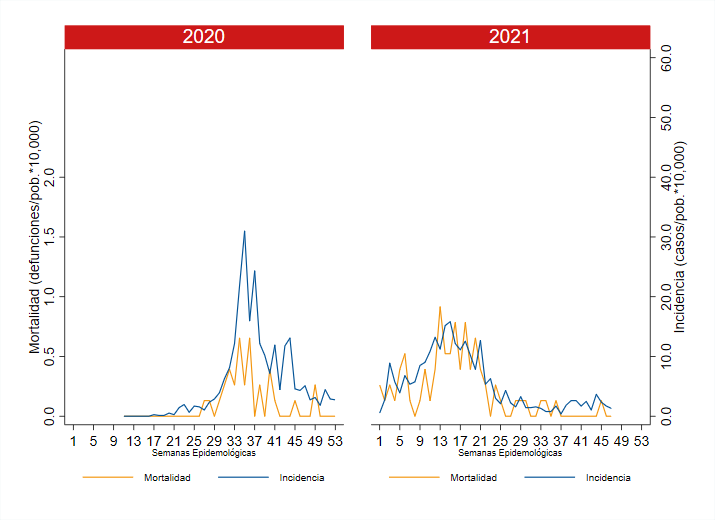 2020
2021
Mortalidad (defunciones/pob.*10,000)
2.0
1.5
1.0
0.5
0.0
60.0
50.0
40.0
30.0
20.0
10.0
0.0
Incidencia (casos/pob.*10,000)
1 5 9 13 17 21 25 29 33 37 41 45 49 53
1 5 9 13 17 21 25 29 33 37 41 45 49 53
Semanas Epidemológicas
Semanas Epidemológicas
Mortalidad Incidencia
Mortalidad Incidencia